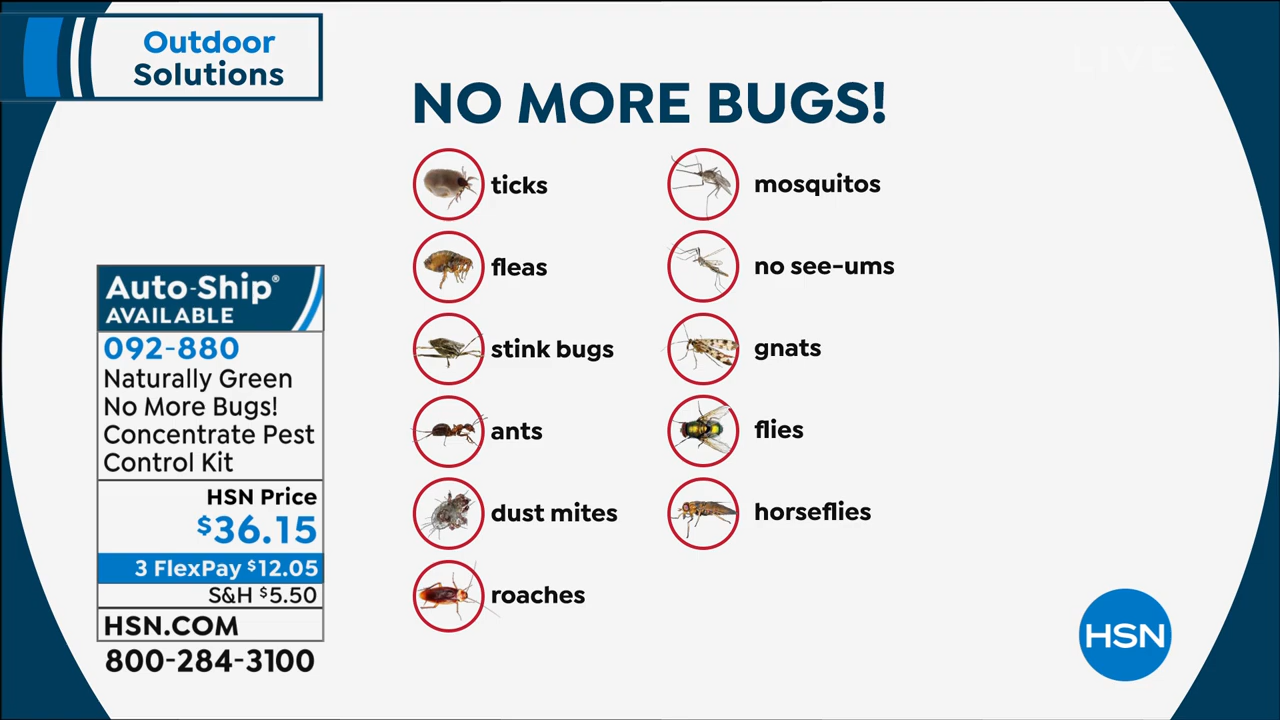 Outdoor
Solutions
LIVE
NO MORE BUGS!
ticks
fleas
stink bugs
ants
dust mites
roaches
mosquitos
no see-ums
gnats
flies
horseflies
Auto-Ship®
AVAILABLE
092-880
Naturally Green
No More Bugs!
Concentrate Pest
Control Kit
HSN Price
$36.15
3 FlexPay $12.05
S&H $5.50
HSN.COM
800-284-3100
HSN